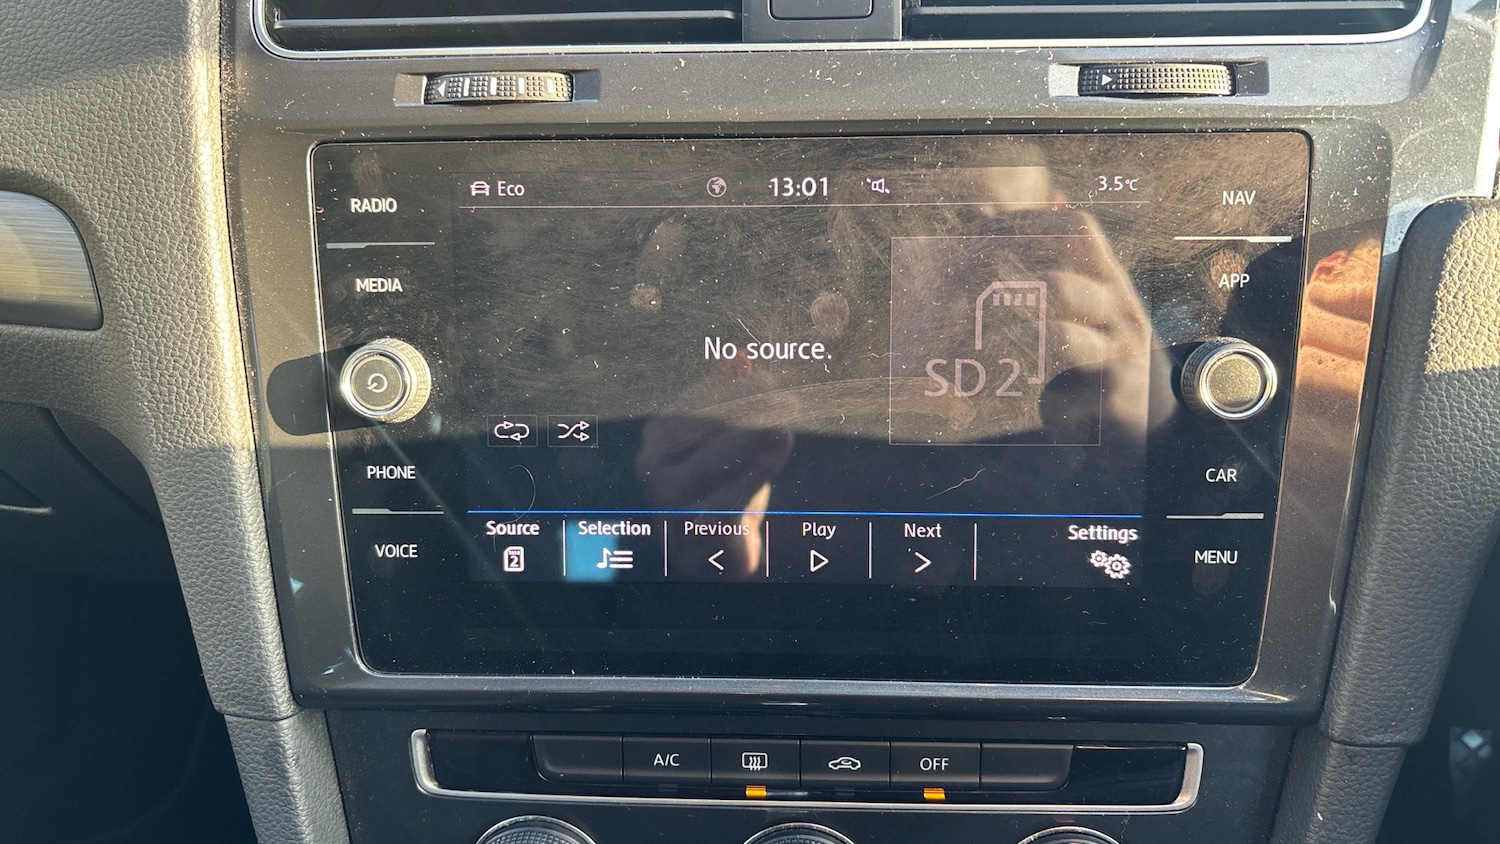 RADIO
MEDIA
PHONE
VOICE
Eco
13:01
3.5°C
No source.
SD 2
Source
2
Selection
Previous
Play
Next
Settings
NAV
APP
CAR
MENU
A/C
OFF